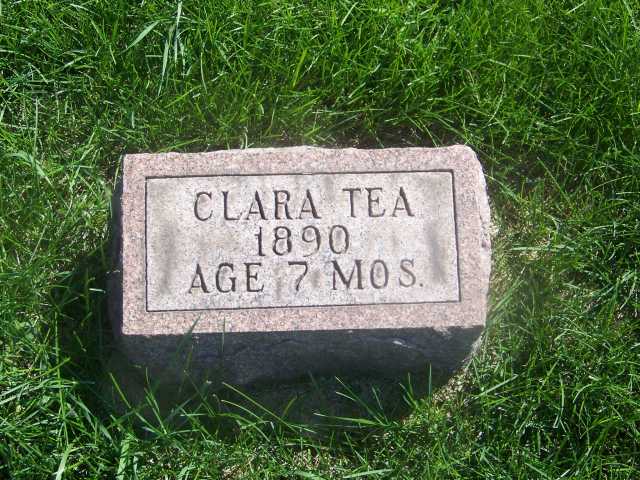 CLARA TEA
1890
AGE 7 MOS.